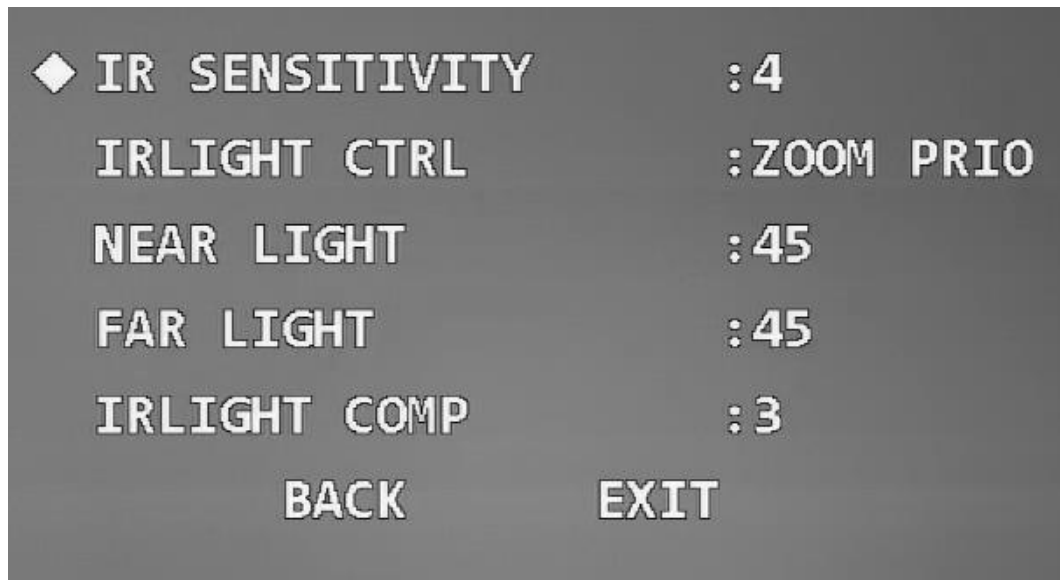 IR SENSITIVITY :4
IRLIGHT CTRL :ZOOM PRIO
NEAR LIGHT :45
FAR LIGHT :45
IRLIGHT COMP :3
BACK EXIT